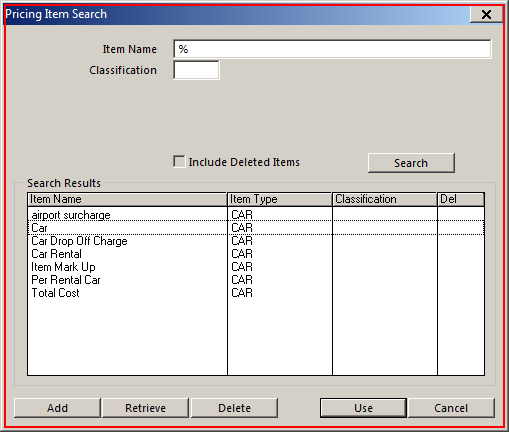 Pricing Item Search
Item Name %
Classification
Include Deleted Items Search
Search Results
Item Name Item Type Classification Del
airport surcharge CAR
Car CAR
Car Drop Off Charge CAR
Car Rental CAR
Item Mark Up CAR
Per Rental Car CAR
Total Cost CAR
Add Retrieve Delete Use Cancel